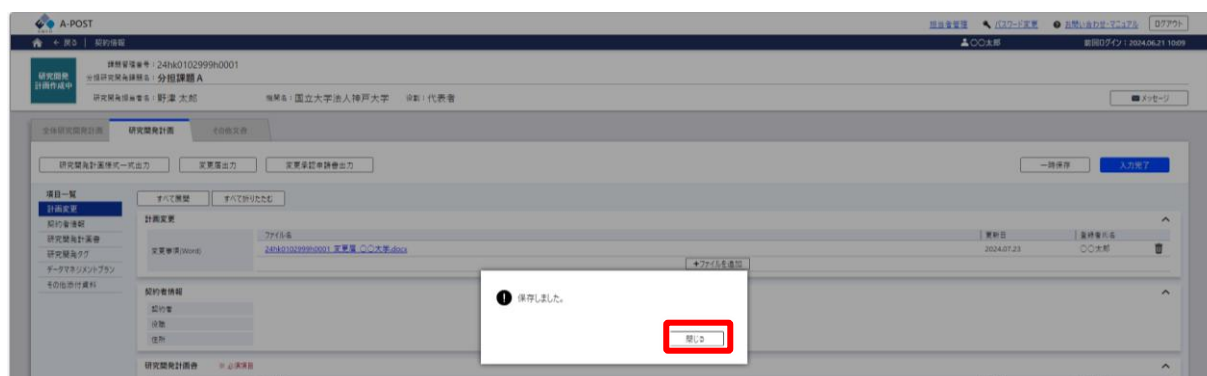 A-POST
担当者管理 パスワード変更 お問い合わせ・マニュアル ログアウト
← 戻る | 契約情報 〇〇太郎 前回ログイン：2024.06.21 10:09
研究開発
計画作成中
課題管理番号：24hk0102999h0001
分担研究開発課題名：分担課題 A
研究開発担当者名：野津 太郎 機関名：国立大学法人神戸大学 役割：代表者
メッセージ
全体研究開発計画 研究開発計画 その他文書
研究開発計画様式一式出力 変更届出力 変更承認申請書出力 一時保存 入力完了
項目一覧
計画変更
契約者情報
研究開発計画書
研究開発タグ
データマネジメントプラン
その他添付資料
すべて展開 すべて折りたたむ
計画変更
ファイル名 更新日 登録者氏名
変更事項(Word) 24hk0102999h0001_変更届_〇〇大学.docx 2024.07.23 〇〇太郎
+ファイルを追加
契約者情報
契約者
役職
住所
研究開発計画書 ※ 必須項目
保存しました。
閉じる